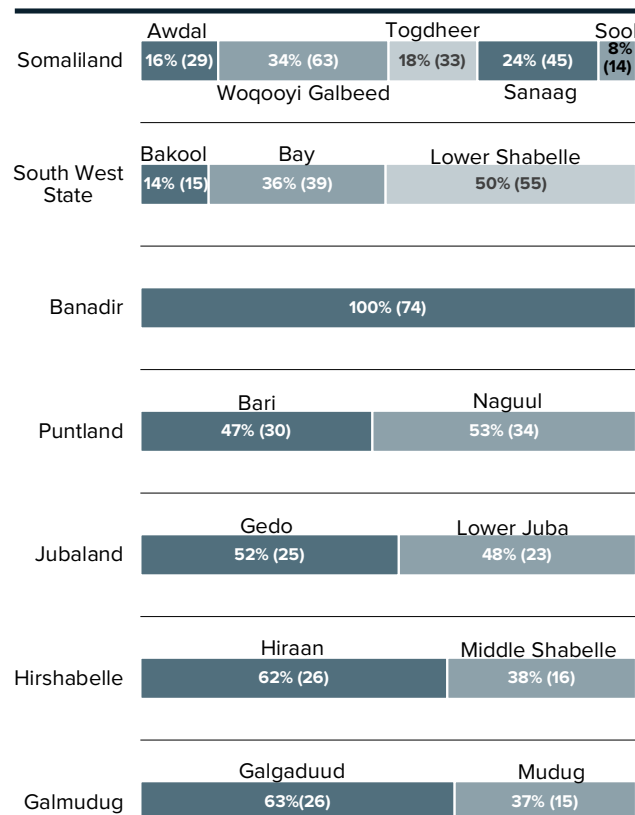 Awdal
Togdheer
Sool
Somaliland
16% (29)
34% (63)
18% (33)
24% (45)
8%
(14)
Woqooyi Galbeed
Sanaag
Bakool
Bay
Lower Shabelle
South West
State
14% (15)
36% (39)
50% (55)
Banadir
100% (74)
Bari
Naguul
Puntland
47% (30)
53% (34)
Gedo
Lower Juba
Jubaland
52% (25)
48% (23)
Hiraan
Middle Shabelle
Hirshabelle
62% (26)
38% (16)
Galgaduud
Mudug
Galmudug
63%(26)
37% (15)